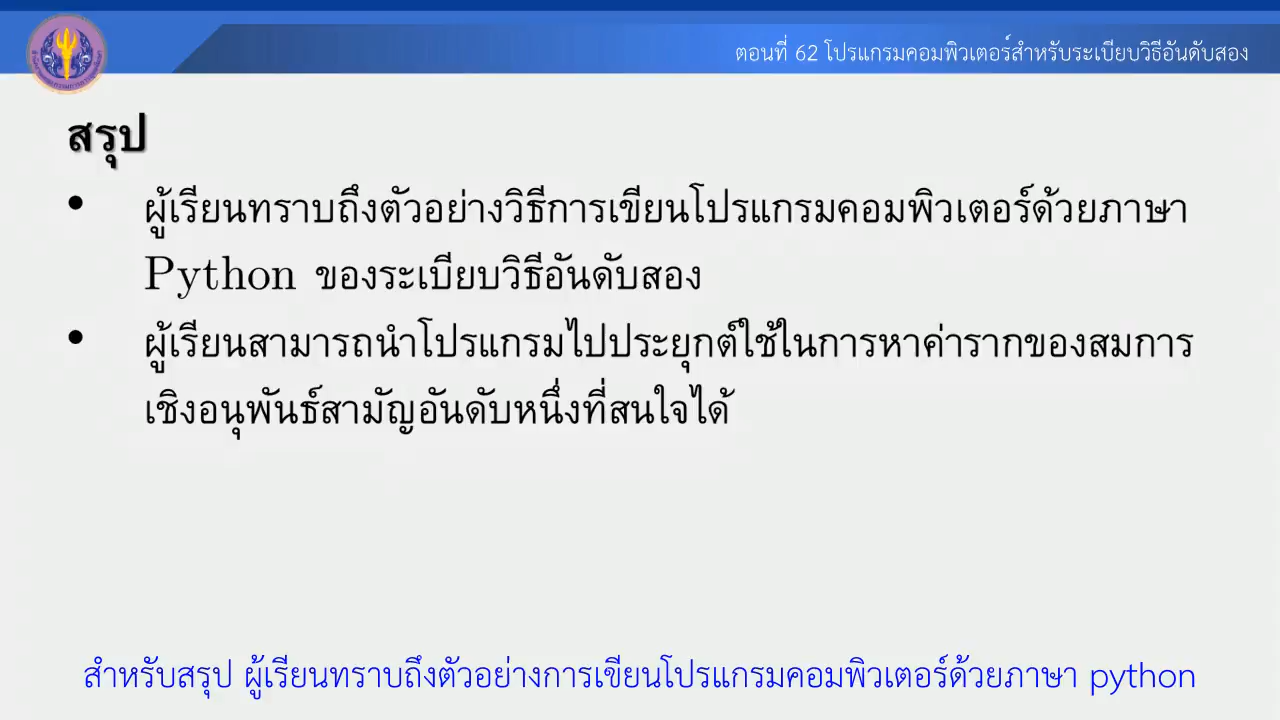 ตอนที่ 62 โปรแกรมคอมพิวเตอร์สำหรับระเบียบวิธีอันดับสอง
สรุป
• ผู้เรียนทราบถึงตัวอย่างวิธีการเขียนโปรแกรมคอมพิวเตอร์ด้วยภาษา
Python ของระเบียบวิธีอันดับสอง
• ผู้เรียนสามารถนำโปรแกรมไปประยุกต์ใช้ในการหาค่ารากของสมการ
เชิงอนุพันธ์สามัญอันดับหนึ่งที่สนใจได้
สำหรับสรุป ผู้เรียนทราบถึงตัวอย่างการเขียนโปรแกรมคอมพิวเตอร์ด้วยภาษา python